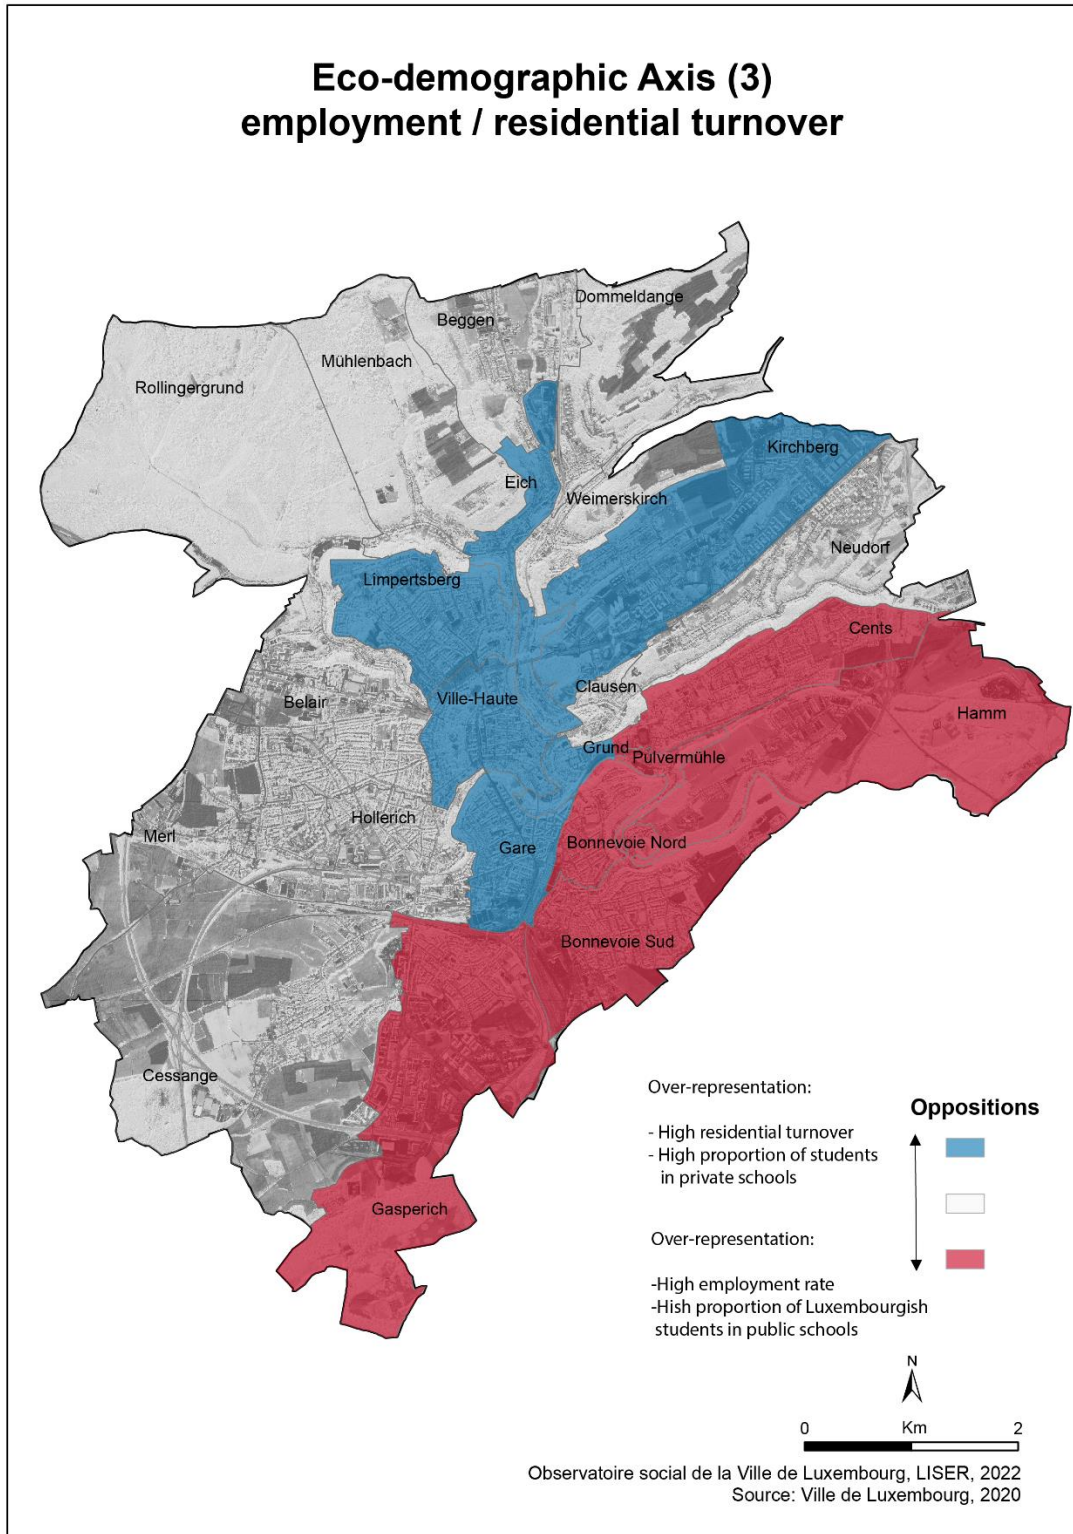 Eco-demographic Axis (3)
employment / residential turnover
Dommeldange
Beggen
Mühlenbach
Rollingergrund
Kirchberg
Eich
Weimerskirch
Neudorf
Limpertsberg
Cents
Clausen
Ville-Haute
Belair
Hamm
Grund
Pulvermühle
Hollerich
Merl
Gare
Bonnevoie Nord
Bonnevoie Sud
Cessange
Gasperich
Over-representation:
Oppositions
- High residential turnover
- High proportion of students
in private schools
Over-representation:
-High employment rate
-Hish proportion of Luxembourgish
students in public schools
N
0 Km 2
Observatoire social de la Ville de Luxembourg, LISER, 2022
Source: Ville de Luxembourg, 2020